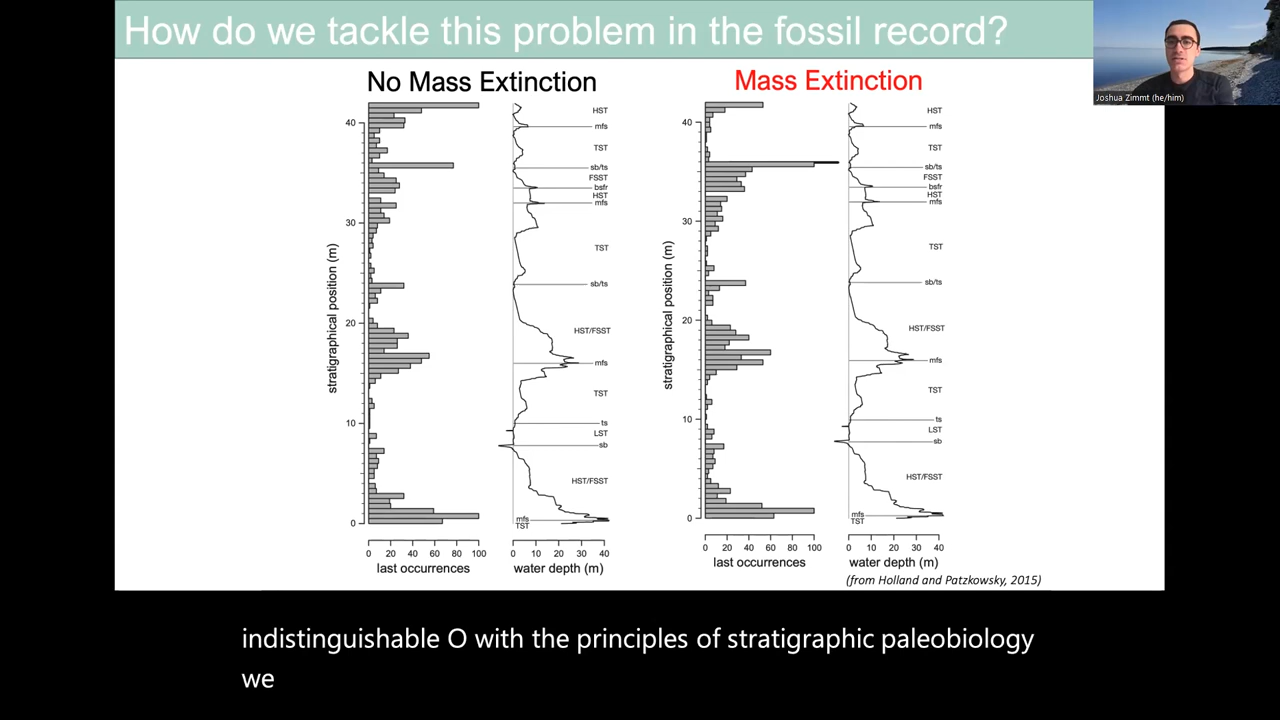 How do we tackle this problem in the fossil record?
Joshua Zimmt (he/him)
No Mass Extinction
stratigraphical position (m)
40
30
20
10
0
0 20 40 60 80 100
last occurrences
HST
mfs
TST
sb/ts
FSST
bsfr
HST
mfs
TST
sb/ts
HST/FSST
mfs
TST
ts
LST
sb
HST/FSST
mfs
TST
0 10 20 30 40
water depth (m)
Mass Extinction
stratigraphical position (m)
40
30
20
10
0
0 20 40 60 80 100
last occurrences
HST
mfs
TST
sb/ts
FSST
bsfr
HST
mfs
TST
sb/ts
HST/FSST
mfs
TST
ts
LST
sb
HST/FSST
mfs
TST
0 10 20 30 40
water depth (m)
(from Holland and Patzkowsky, 2015)
indistinguishable O with the principles of stratigraphic paleobiology
we